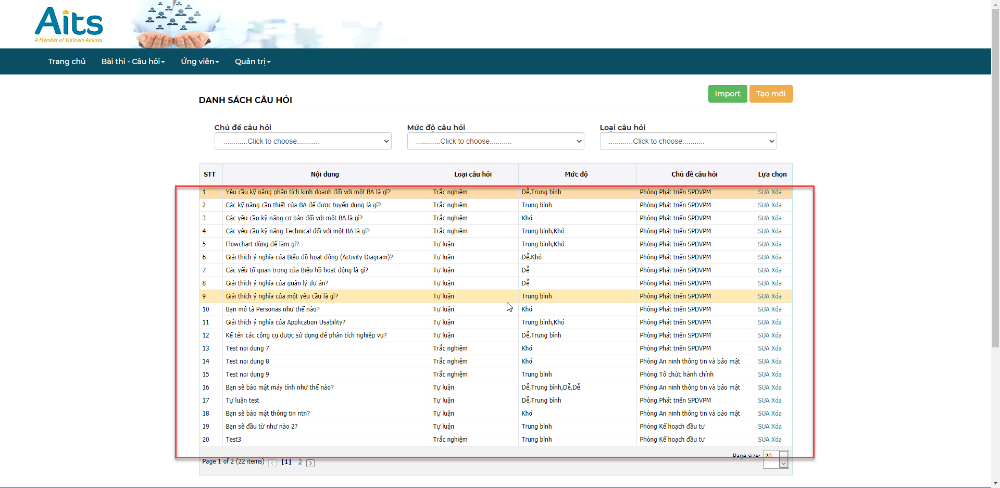 Aits
A Member of Vietnam Airlines
Trang chủ Bài thi - Câu hỏi Ứng viên Quản trị
Import Tạo mới
DANH SÁCH CÂU HỎI
Chủ đề câu hỏi Mức độ câu hỏi Loại câu hỏi
............Click to choose........... ............Click to choose........... ............Click to choose...........
STT Nội dung Loại câu hỏi Mức độ Chủ đề câu hỏi Lựa chọn
1 Yêu cầu kỹ năng phân tích kinh doanh đối với một BA là gì? Trắc nghiệm Dễ,Trung bình Phòng Phát triển SPDVPM SUA Xóa
2 Các kỹ năng cần thiết của BA để được tuyển dụng là gì? Trắc nghiệm Trung bình Phòng Phát triển SPDVPM SUA Xóa
3 Các yêu cầu kỹ năng cơ bản đối với một BA là gì? Trắc nghiệm Khó Phòng Phát triển SPDVPM SUA Xóa
4 Các yêu cầu kỹ năng Technical đối với một BA là gì? Trắc nghiệm Trung bình,Khó Phòng Phát triển SPDVPM SUA Xóa
5 Flowchart dùng để làm gì? Tự luận Trung bình,Khó Phòng Phát triển SPDVPM SUA Xóa
6 Giải thích ý nghĩa của Biểu đồ hoạt động (Activity Diagram)? Tự luận Dễ,Khó Phòng Phát triển SPDVPM SUA Xóa
7 Các yếu tố quan trọng của Biểu hồ hoạt động là gì? Tự luận Dễ Phòng Phát triển SPDVPM SUA Xóa
8 Giải thích ý nghĩa của quản lý dự án? Tự luận Dễ Phòng Phát triển SPDVPM SUA Xóa
9 Giải thích ý nghĩa của một yêu cầu là gì? Tự luận Trung bình Phòng Phát triển SPDVPM SUA Xóa
10 Bạn mô tả Personas như thế nào? Tự luận Khó Phòng Phát triển SPDVPM SUA Xóa
11 Giải thích ý nghĩa của Application Usability? Tự luận Trung bình,Khó Phòng Phát triển SPDVPM SUA Xóa
12 Kể tên các công cụ được sử dụng để phân tích nghiệp vụ? Tự luận Dễ,Trung bình Phòng Phát triển SPDVPM SUA Xóa
13 Test noi dung 7 Trắc nghiệm Khó Phòng Phát triển SPDVPM SUA Xóa
14 Test noi dung 8 Trắc nghiệm Khó Phòng An ninh thông tin và bảo mật SUA Xóa
15 Test noi dung 9 Trắc nghiệm Trung bình Phòng Tổ chức hành chính SUA Xóa
16 Bạn sẽ bảo mật máy tính như thế nào? Tự luận Dễ,Trung bình,Dễ,Dễ Phòng An ninh thông tin và bảo mật SUA Xóa
17 Tự luận test Tự luận Dễ,Trung bình Phòng Phát triển SPDVPM SUA Xóa
18 Bạn sẽ bảo mật thông tin ntn? Tự luận Khó Phòng An ninh thông tin và bảo mật SUA Xóa
19 Bạn sẽ đầu từ như nào 2? Tự luận Trung bình Phòng Kế hoạch đầu tư SUA Xóa
20 Test3 Trắc nghiệm Trung bình Phòng Kế hoạch đầu tư SUA Xóa
Page 1 of 2 (22 items) [1] 2 Page size: 20